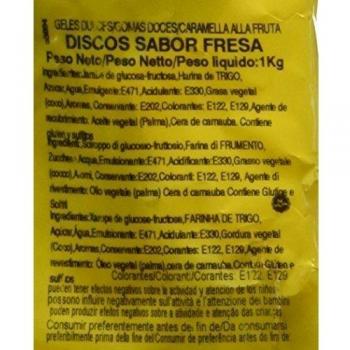 GELES DULCES/GOMAS DOCES/CARAMELLA ALLA FRUTA
DISCOS SABOR FRESA
Peso Neto/Peso Netto/Peso liquido:1Kg
Ingredientes:Jarabe de glucosa-fructosa,Harina de TRIGO,
Azúcar,Agua,Emulgente:E471,Acidulante:E330,Grasa vegetal
(coco),Aromas,Conservante:E202,Colorantes: E122, E129,Agente de
recubrimiento: Aceite vegetal (Palma),Cera de carnauba. Contiene
gluten y sulfitos
Ingredienti:Sciroppo di glucosio-fruttosio,Farina di FRUMENTO,
Zucchero Acqua,Emulsionante:E471,Acidificante:E330,Grasso vegetale
(cocco),Aromi,Conservante:E202,Coloranti: E122, E129,Agente di
rivestimento: Olio vegetale (palma) Cera di carnauba Contiene Glutine e
Solfiti
Ingredientes:Xarope de glucose-frutose,FARINHA DE TRIGO,
Açúcar,Água,Emulsionante:E471,Acidulante:E330,Gordura vegetal
(Coco),Aromas,Conservante:E202,Corantes: E122, E129,Agente de
revestimento: Óleo vegetal (palma),cera de carnauba.Contem Glúten e
sulfitos
Colorantes/Coloranti/Corantes: E122 E129
pueden tener efectos negativos sobre la actividad y atención de los niños
possono influire negativamente sull'attività e l'attenzione dei bambini
podem produzir efeitos negativos sobre a atividade e atenção das crianças
Consumir preferentemente antes del fin de/Da consumarsi
preferibilmente prima del/Consumir de preferência antes do fim de